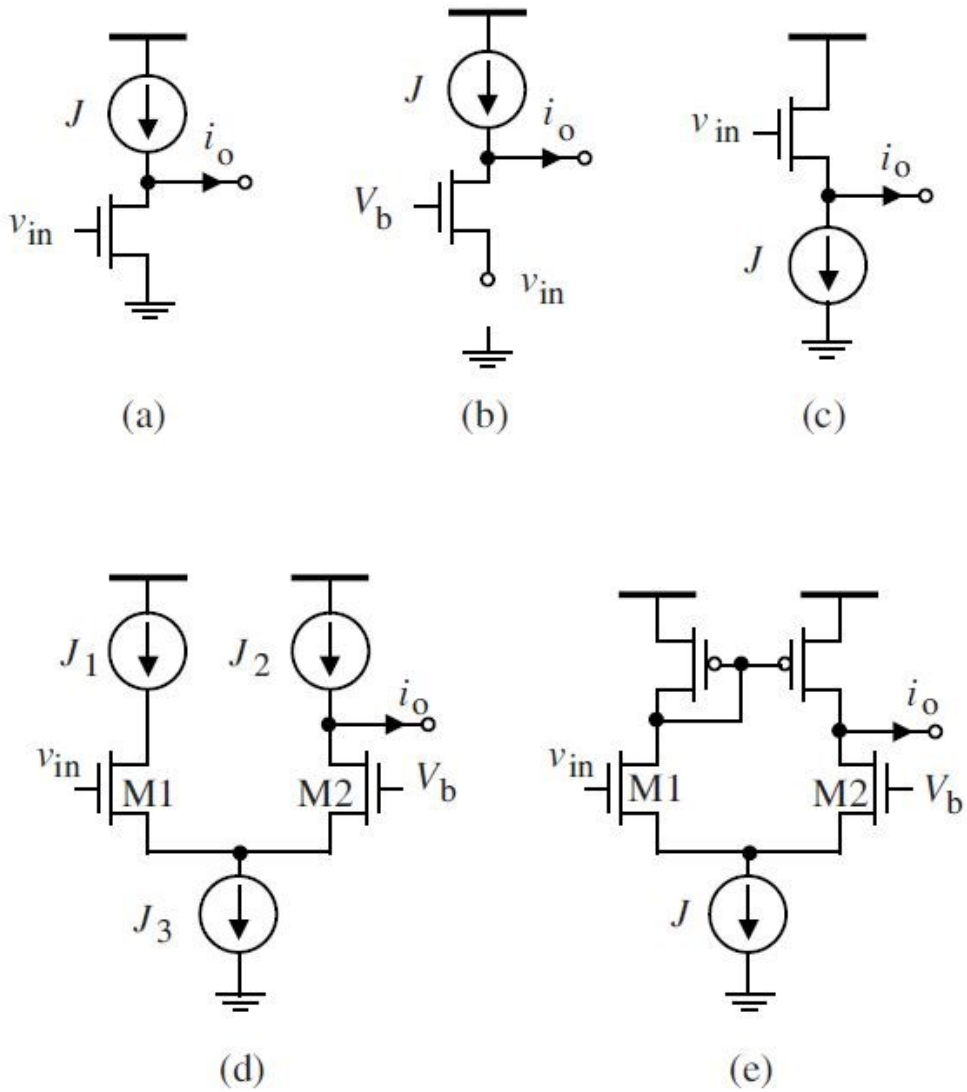 J
i_o
v_in
(a)
J
i_o
V_b
v_in
(b)
v_in
i_o
J
(c)
J_1
J_2
i_o
v_in
M1
M2
V_b
J_3
(d)
i_o
v_in
M1
M2
V_b
J
(e)